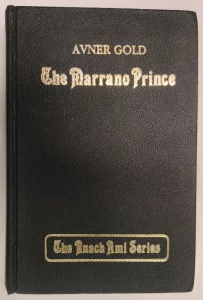 AVNER GOLD
The Marrano Prince
The Ruach Ami Series